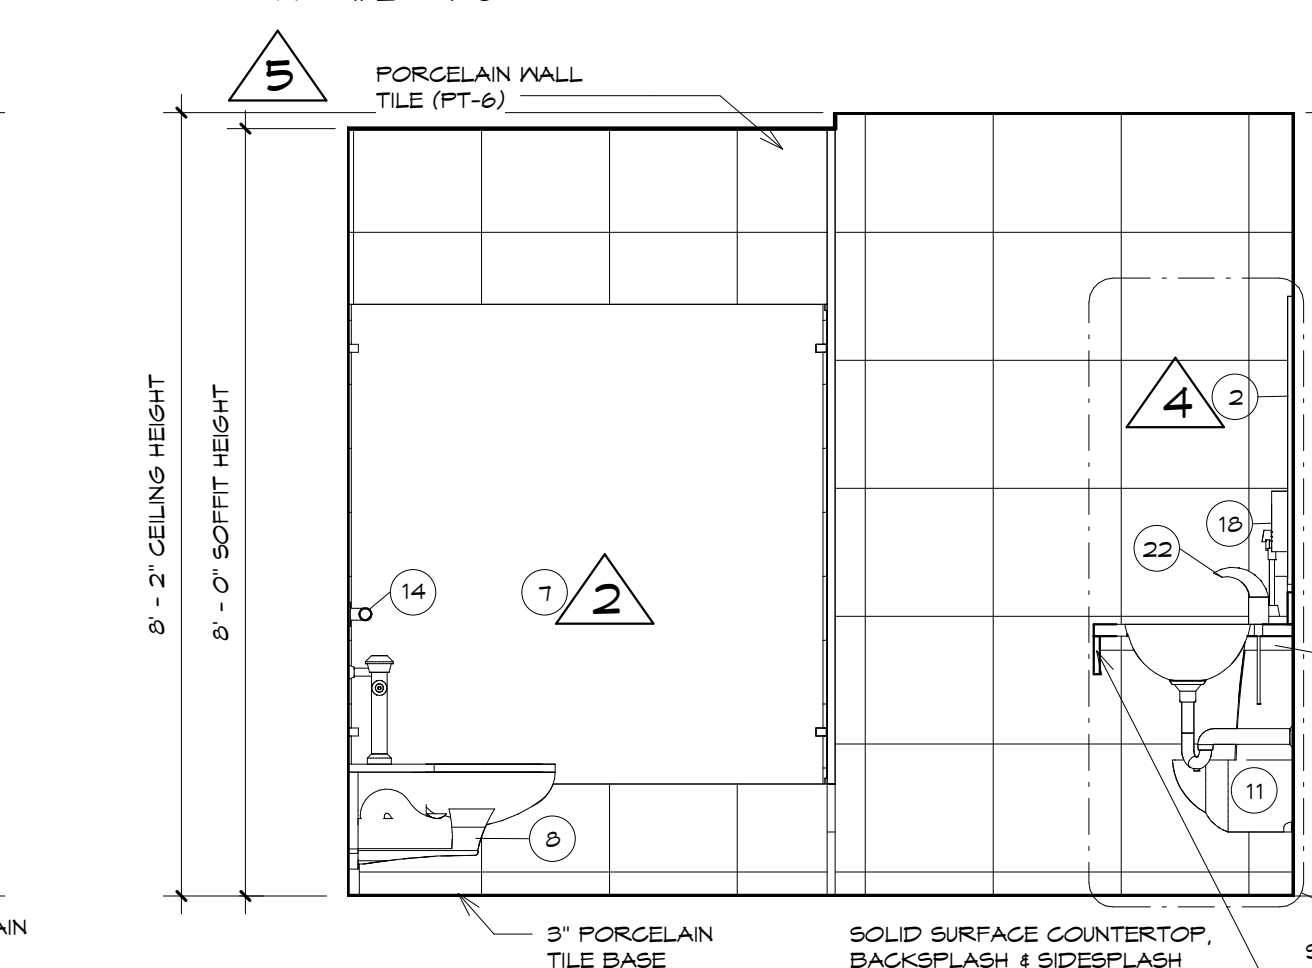 5
PORCELAIN WALL
TILE (PT-6)
8' - 2" CEILING HEIGHT
8' - 0" SOFFIT HEIGHT
4
2
18
22
14
7
2
11
8
3" PORCELAIN
TILE BASE
SOLID SURFACE COUNTERTOP,
BACKSPLASH & SIDESPLASH